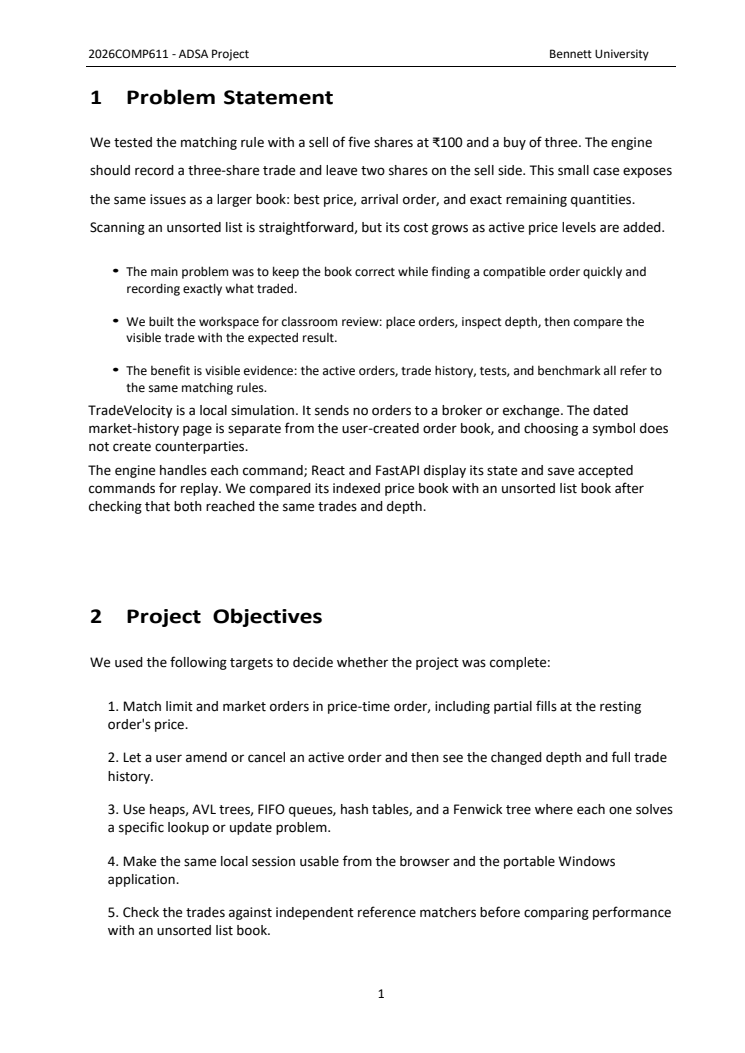 2026COMP611 - ADSA Project Bennett University
1 Problem Statement
We tested the matching rule with a sell of five shares at ₹100 and a buy of three. The engine
should record a three-share trade and leave two shares on the sell side. This small case exposes
the same issues as a larger book: best price, arrival order, and exact remaining quantities.
Scanning an unsorted list is straightforward, but its cost grows as active price levels are added.
• The main problem was to keep the book correct while finding a compatible order quickly and
recording exactly what traded.
• We built the workspace for classroom review: place orders, inspect depth, then compare the
visible trade with the expected result.
• The benefit is visible evidence: the active orders, trade history, tests, and benchmark all refer to
the same matching rules.
TradeVelocity is a local simulation. It sends no orders to a broker or exchange. The dated
market-history page is separate from the user-created order book, and choosing a symbol does
not create counterparties.
The engine handles each command; React and FastAPI display its state and save accepted
commands for replay. We compared its indexed price book with an unsorted list book after
checking that both reached the same trades and depth.
2 Project Objectives
We used the following targets to decide whether the project was complete:
1. Match limit and market orders in price-time order, including partial fills at the resting
order's price.
2. Let a user amend or cancel an active order and then see the changed depth and full trade
history.
3. Use heaps, AVL trees, FIFO queues, hash tables, and a Fenwick tree where each one solves
a specific lookup or update problem.
4. Make the same local session usable from the browser and the portable Windows
application.
5. Check the trades against independent reference matchers before comparing performance
with an unsorted list book.
1